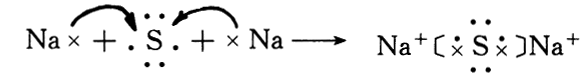 Na × + · S · + × Na ⟶ Na⁺ [ × S × ] Na⁺